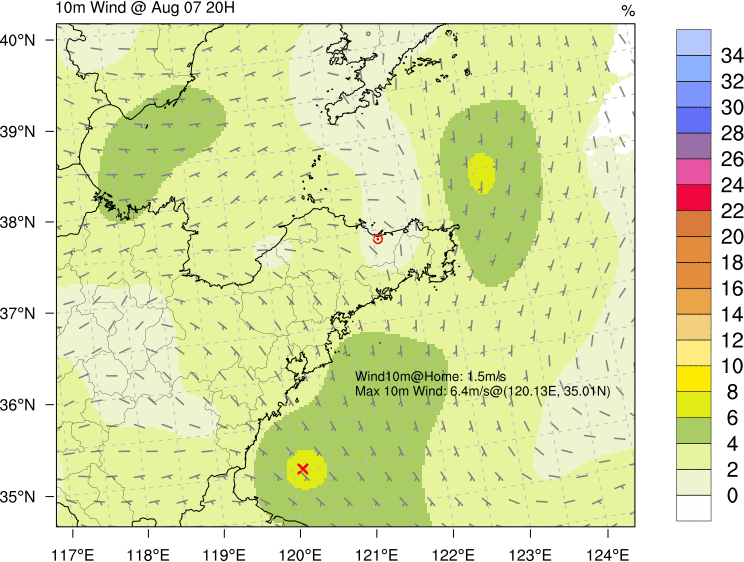 10m Wind @ Aug 07 20H
%
40°N
39°N
38°N
37°N
36°N
35°N
Wind10m@Home: 1.5m/s
Max 10m Wind: 6.4m/s@(120.13E, 35.01N)
117°E 118°E 119°E 120°E 121°E 122°E 123°E 124°E
34
32
30
28
26
24
22
20
18
16
14
12
10
8
6
4
2
0